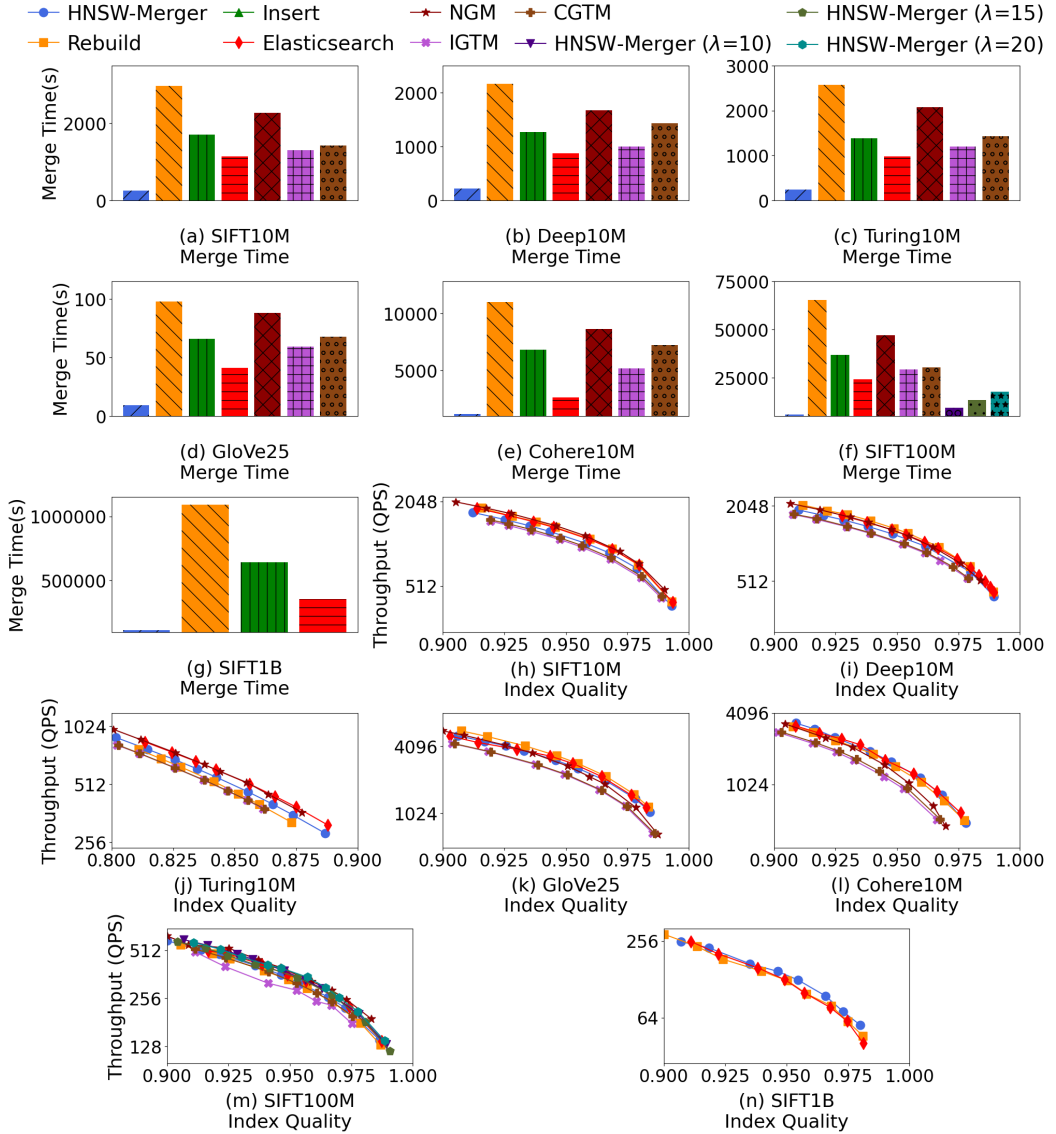 HNSW-Merger Insert NGM CGTM HNSW-Merger (λ=15)
Rebuild Elasticsearch IGTM HNSW-Merger (λ=10) HNSW-Merger (λ=20)
Merge Time(s)
2000
0
2000
1000
0
3000
2000
1000
0
(a) SIFT10M
Merge Time
(b) Deep10M
Merge Time
(c) Turing10M
Merge Time
Merge Time(s)
100
50
0
10000
5000
75000
50000
25000
(d) GloVe25
Merge Time
(e) Cohere10M
Merge Time
(f) SIFT100M
Merge Time
Merge Time(s)
1000000
500000
(g) SIFT1B
Merge Time
Throughput (QPS)
2048
512
0.900 0.925 0.950 0.975 1.000
(h) SIFT10M
Index Quality
2048
512
0.900 0.925 0.950 0.975 1.000
(i) Deep10M
Index Quality
Throughput (QPS)
1024
512
256
0.800 0.825 0.850 0.875 0.900
(j) Turing10M
Index Quality
4096
1024
0.900 0.925 0.950 0.975 1.000
(k) GloVe25
Index Quality
4096
1024
0.900 0.925 0.950 0.975 1.000
(l) Cohere10M
Index Quality
Throughput (QPS)
512
256
128
0.900 0.925 0.950 0.975 1.000
(m) SIFT100M
Index Quality
256
64
0.900 0.925 0.950 0.975 1.000
(n) SIFT1B
Index Quality